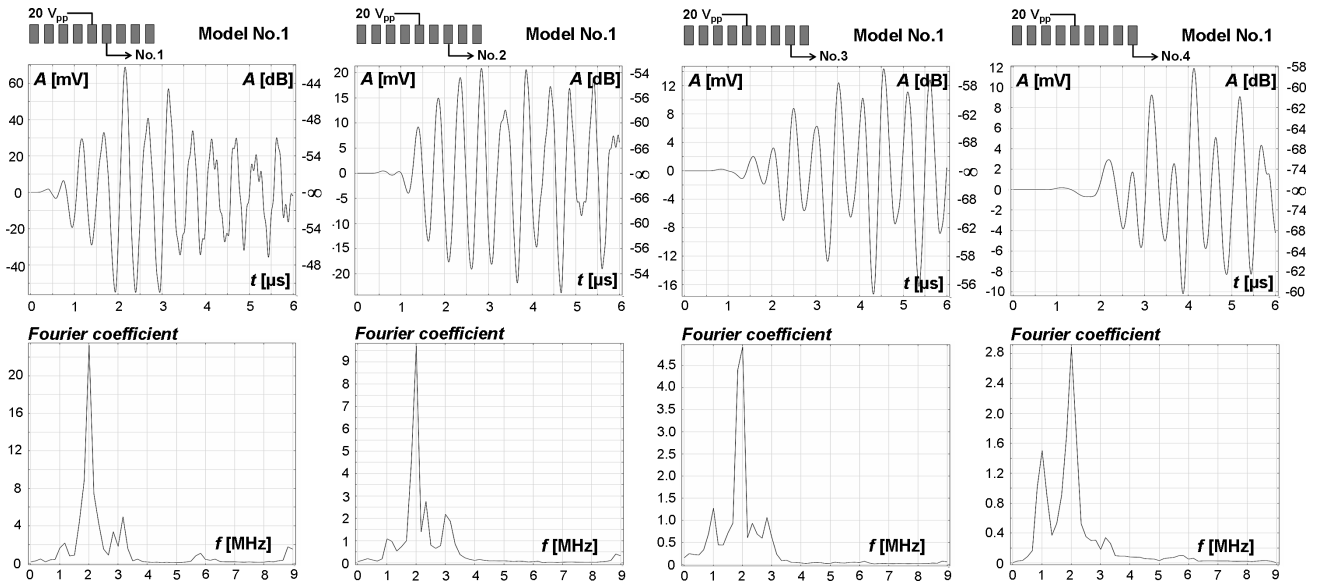 20 Vpp
Model No.1
No.1
A [mV]
A [dB]
60
40
20
0
-20
-40
-44
-48
-54
-∞
-54
-48
t [µs]
0 1 2 3 4 5 6
20 Vpp
Model No.1
No.2
A [mV]
A [dB]
20
15
10
5
0
-5
-10
-15
-20
-54
-56
-60
-66
-∞
-66
-60
-56
-54
t [µs]
0 1 2 3 4 5 6
20 Vpp
Model No.1
No.3
A [mV]
A [dB]
12
8
4
0
-4
-8
-12
-16
-58
-62
-68
-∞
-68
-62
-58
-56
t [µs]
0 1 2 3 4 5 6
20 Vpp
Model No.1
No.4
A [mV]
A [dB]
12
10
8
6
4
2
0
-2
-4
-6
-8
-10
-58
-60
-62
-64
-68
-74
-∞
-74
-68
-64
-62
-60
t [µs]
0 1 2 3 4 5 6
Fourier coefficient
20
16
12
8
4
0
f [MHz]
0 1 2 3 4 5 6 7 8 9
Fourier coefficient
9
8
7
6
5
4
3
2
1
0
f [MHz]
0 1 2 3 4 5 6 7 8 9
Fourier coefficient
4.5
4.0
3.5
3.0
2.5
2.0
1.5
1.0
0.5
0
f [MHz]
0 1 2 3 4 5 6 7 8 9
Fourier coefficient
2.8
2.4
2.0
1.6
1.2
0.8
0.4
0
f [MHz]
0 1 2 3 4 5 6 7 8 9